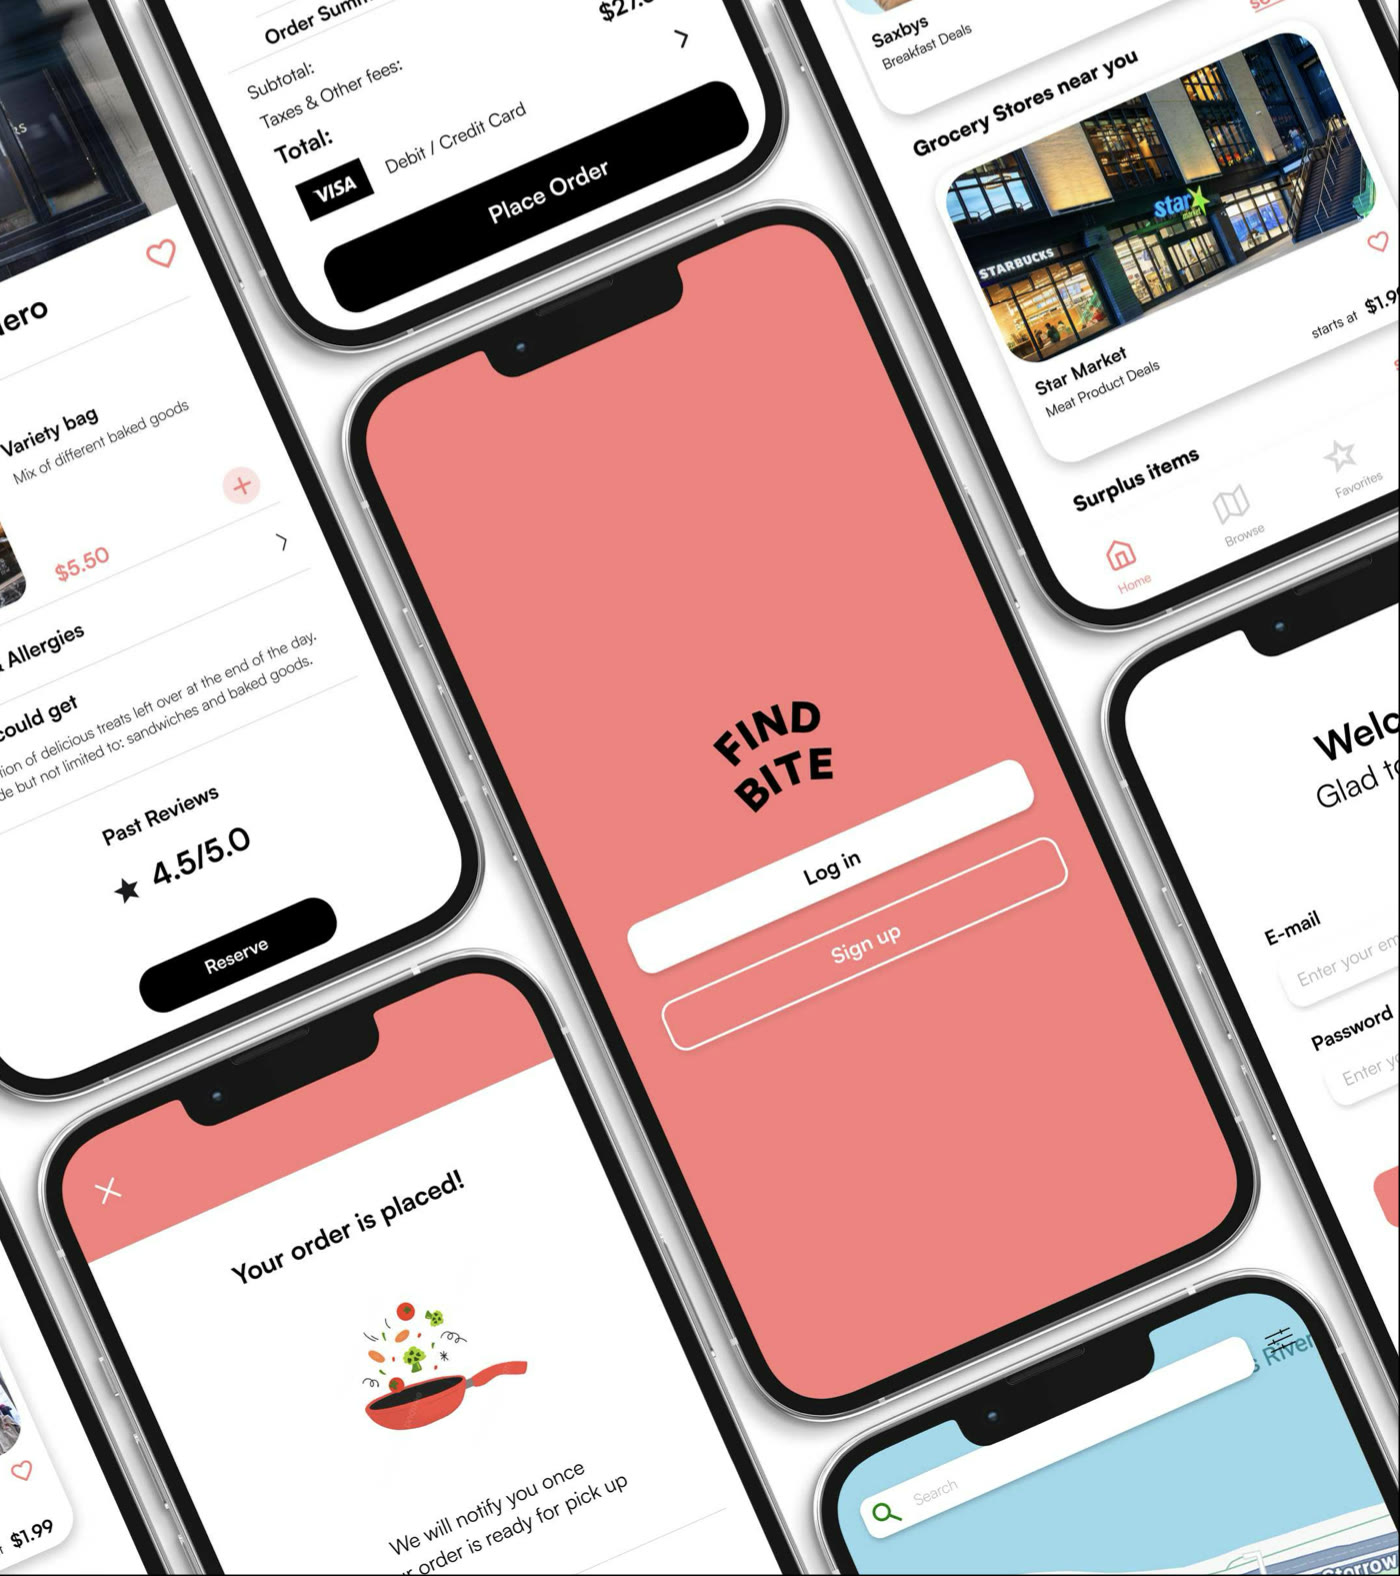 Order
$27.
Subtotal:
Taxes & Other fees:
Total:
VISA
Debit / Credit Card
Place Order
Saxbys
Breakfast Deals
Grocery Stores near you
STARBUCKS
star
market
Star Market
Meat Product Deals
starts at $1.9
Surplus items
Home
Browse
Favorites
Variety bag
Mix of different baked goods
$5.50
& Allergies
could get
of delicious treats left over at the end of the day.
but not limited to: sandwiches and baked goods.
Past Reviews
4.5/5.0
Reserve
FIND
BITE
Log in
Sign up
Glad
E-mail
Enter your
Password
Enter
Your order is placed!
We will notify you once
order is ready for pick up
$1.99
River
Search
Storrow